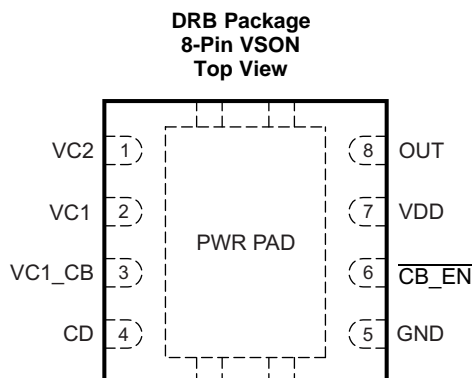 DRB Package
8-Pin VSON
Top View
VC2 1 8 OUT
VC1 2 7 VDD
PWR PAD
VC1_CB 3 6 CB_EN
CD 4 5 GND